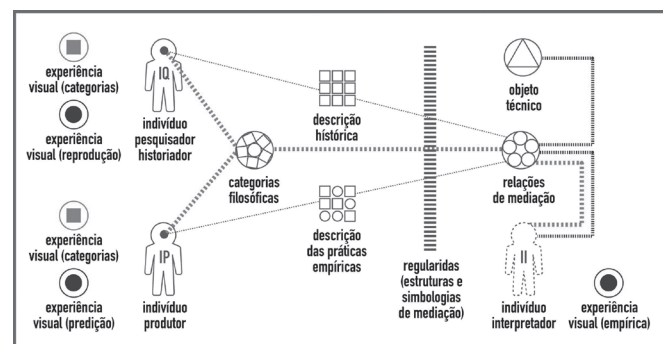 experiência
visual (categorias)
experiência
visual (reprodução)
IQ
indivíduo
pesquisador
historiador
categorias
filosóficas
descrição
histórica
objeto
técnico
relações
de mediação
experiência
visual (categorias)
experiência
visual (predição)
IP
indivíduo
produtor
descrição
das práticas
empíricas
regularidas
(estruturas e
simbologias
de mediação)
II
indivíduo
interpretador
experiência
visual (empírica)